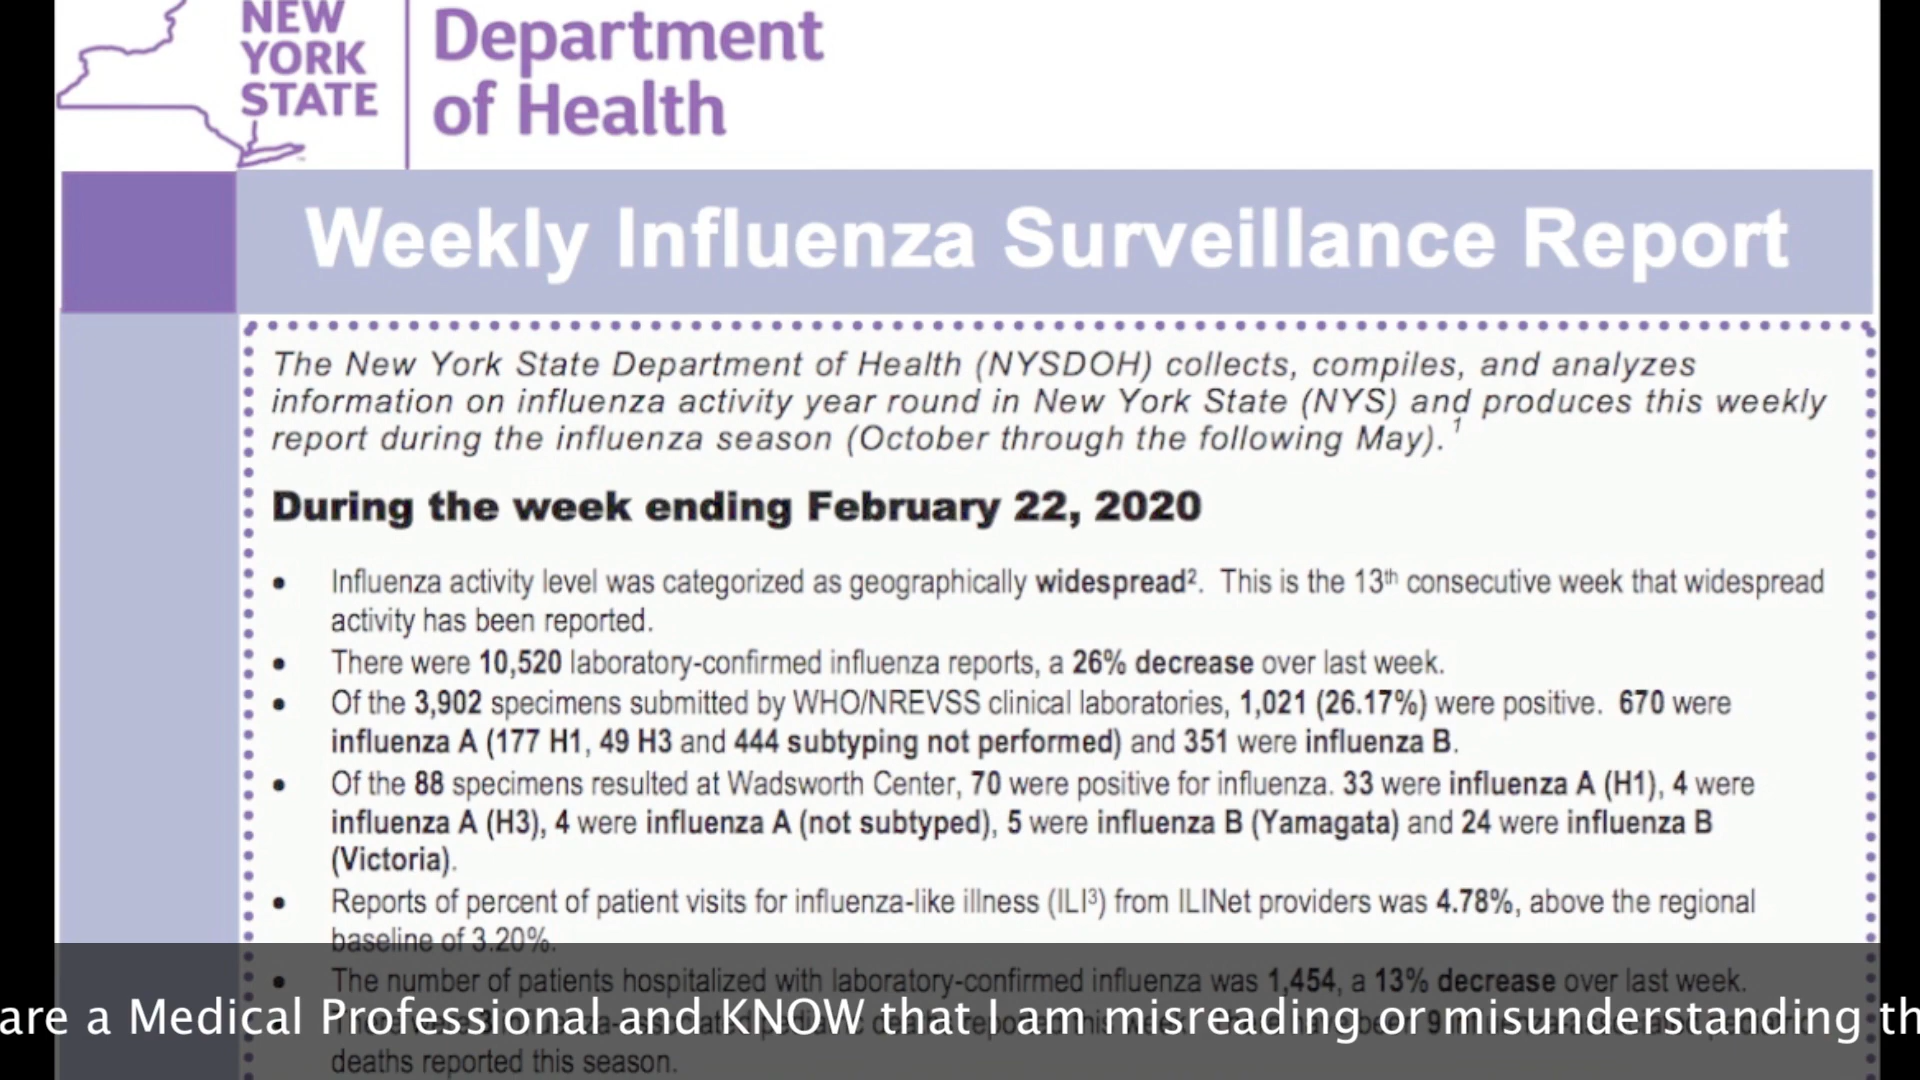 NEW
YORK
STATE
Department
of Health
Weekly Influenza Surveillance Report
The New York State Department of Health (NYSDOH) collects, compiles, and analyzes
information on influenza activity year round in New York State (NYS) and produces this weekly
report during the influenza season (October through the following May). 1
During the week ending February 22, 2020
• Influenza activity level was categorized as geographically widespread². This is the 13th consecutive week that widespread
activity has been reported.
• There were 10,520 laboratory-confirmed influenza reports, a 26% decrease over last week.
• Of the 3,902 specimens submitted by WHO/NREVSS clinical laboratories, 1,021 (26.17%) were positive. 670 were
influenza A (177 H1, 49 H3 and 444 subtyping not performed) and 351 were influenza B.
• Of the 88 specimens resulted at Wadsworth Center, 70 were positive for influenza. 33 were influenza A (H1), 4 were
influenza A (H3), 4 were influenza A (not subtyped), 5 were influenza B (Yamagata) and 24 were influenza B
(Victoria).
• Reports of percent of patient visits for influenza-like illness (ILI³) from ILINet providers was 4.78%, above the regional
baseline of 3.20%.
• The number of patients hospitalized with laboratory-confirmed influenza was 1,454, a 13% decrease over last week.
are a Medical Professional and KNOW that I am misreading or misunderstanding th
deaths reported this season.